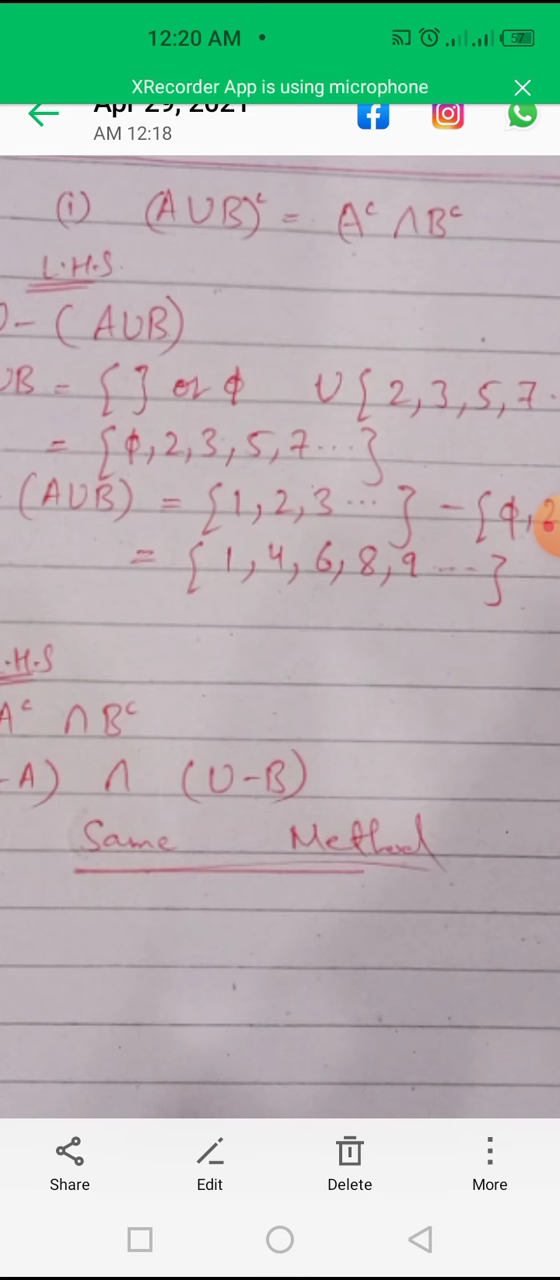 12:20 AM • 57
XRecorder App is using microphone
AM 12:18
(i) (A∪B)ᶜ = Aᶜ ∩ Bᶜ
L.H.S.
- (A∪B)
∪B = { } or ϕ ∪ {2,3,5,7..
= {ϕ,2,3,5,7...}
(A∪B) = {1,2,3...} - {ϕ,2
= {1,4,6,8,9 ---}
.H.S
Aᶜ ∩ Bᶜ
-A) ∩ (U-B)
Same Method
Share Edit Delete More